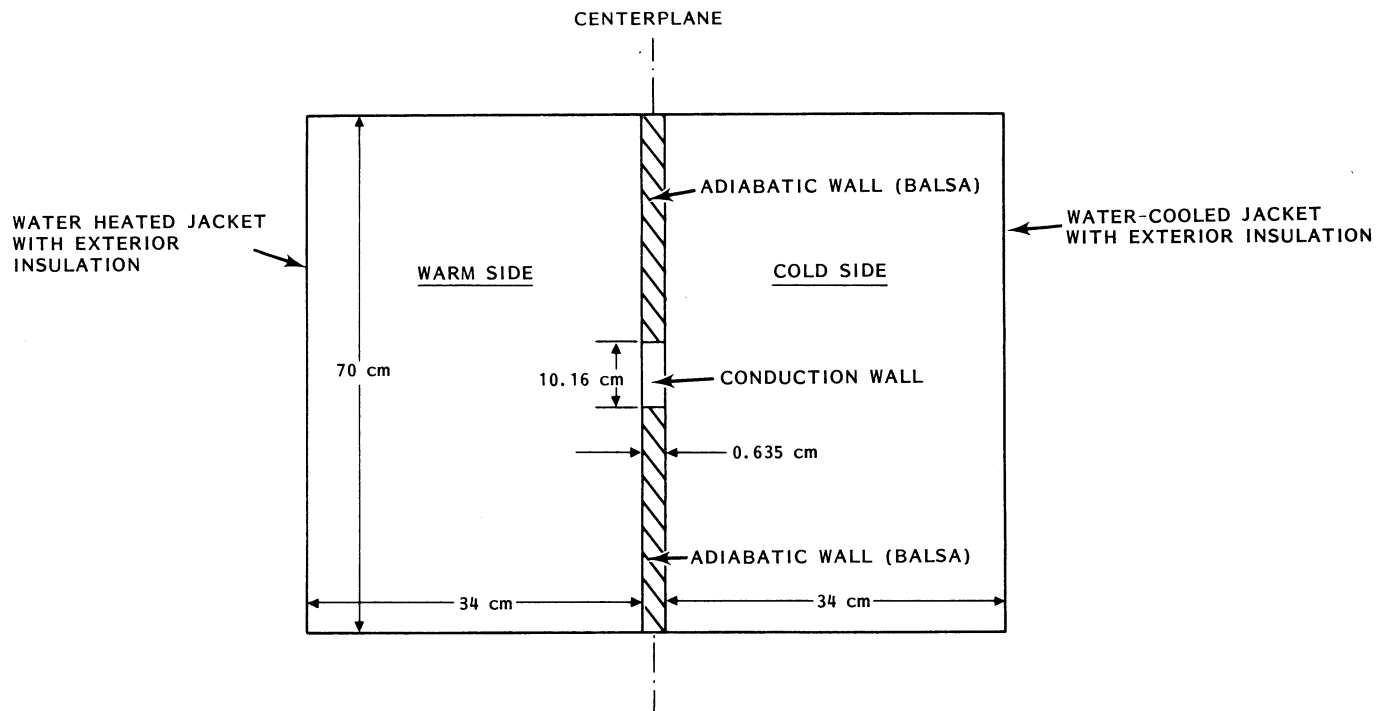 CENTERPLANE
ADIABATIC WALL (BALSA)
WATER HEATED JACKET
WITH EXTERIOR
INSULATION
WATER-COOLED JACKET
WITH EXTERIOR INSULATION
WARM SIDE
COLD SIDE
70 cm
10.16 cm
CONDUCTION WALL
0.635 cm
ADIABATIC WALL (BALSA)
34 cm
34 cm